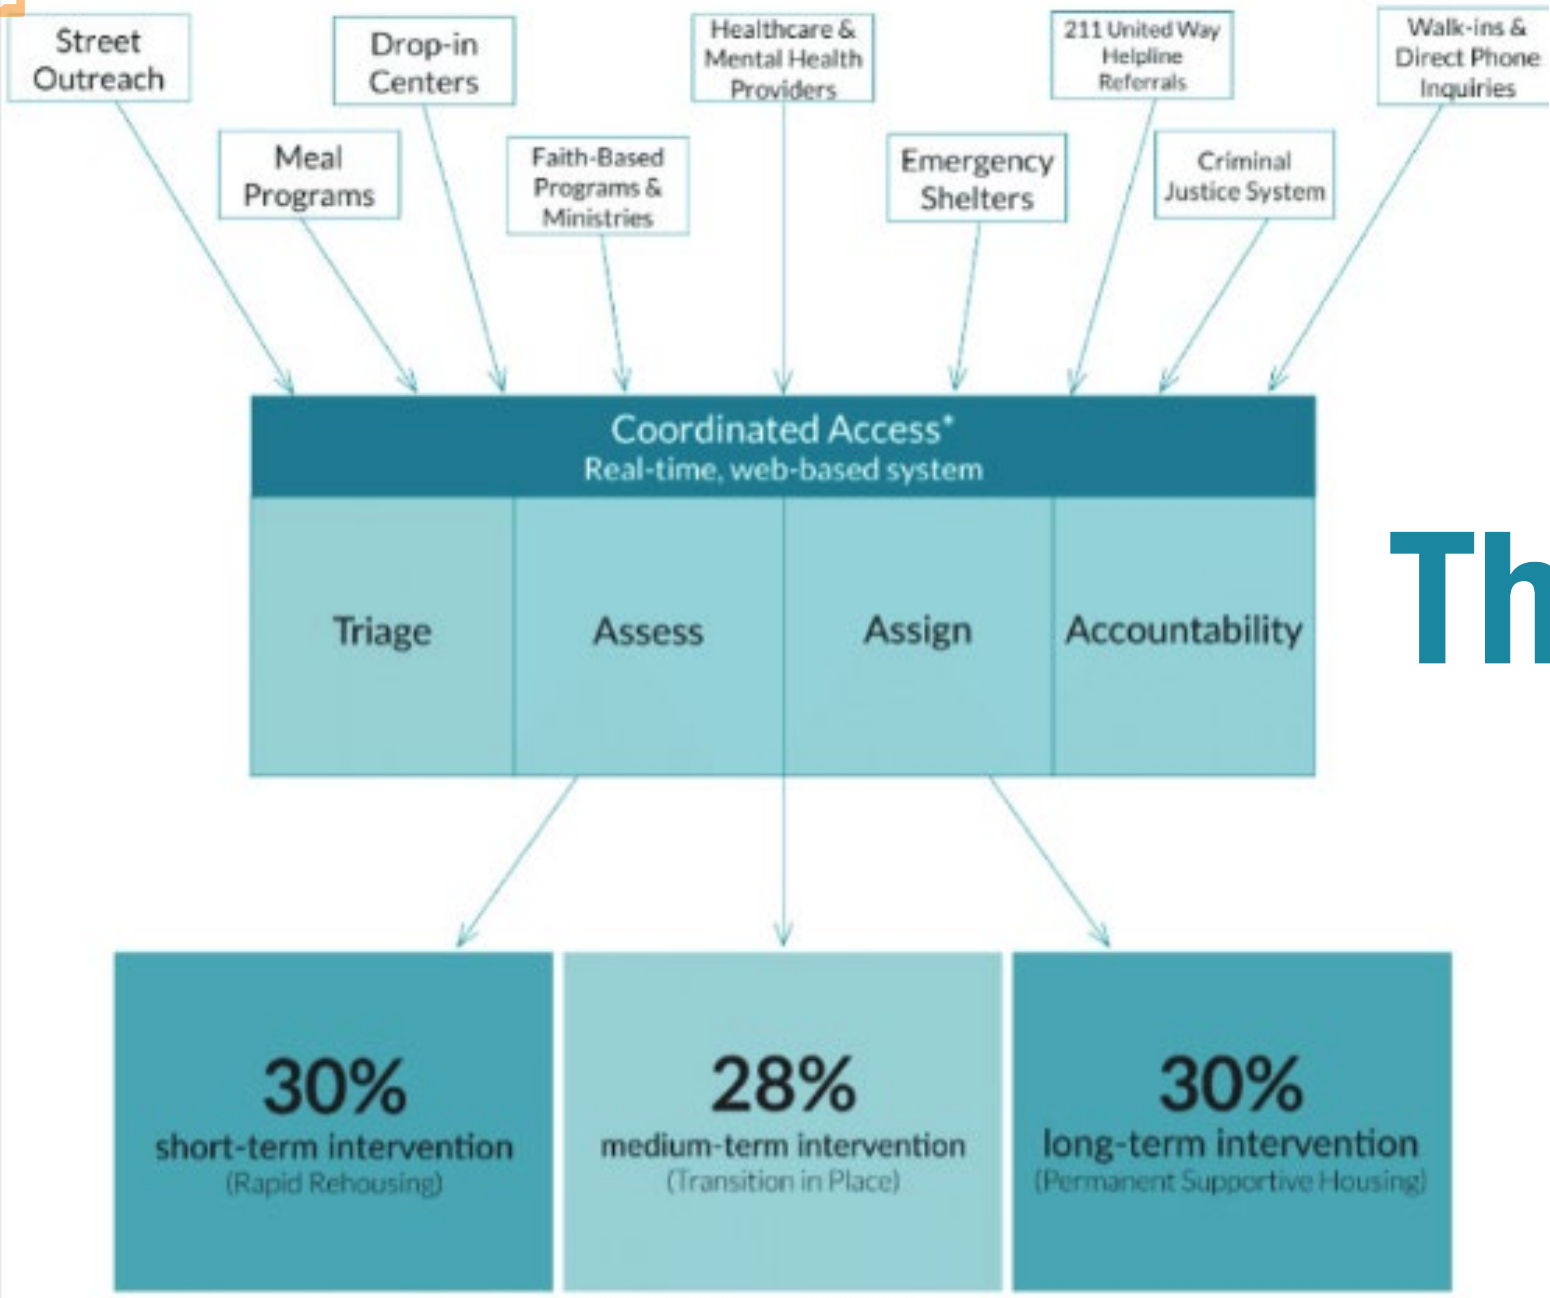 Street
Outreach
Drop-in
Centers
Healthcare &
Mental Health
Providers
211 United Way
Helpline
Referrals
Walk-ins &
Direct Phone
Inquiries
Meal
Programs
Faith-Based
Programs &
Ministries
Emergency
Shelters
Criminal
Justice System
Coordinated Access*
Real-time, web-based system
Triage
Assess
Assign
Accountability
Th
30%
short-term intervention
(Rapid Rehousing)
28%
medium-term intervention
(Transition in Place)
30%
long-term intervention
(Permanent Supportive Housing)